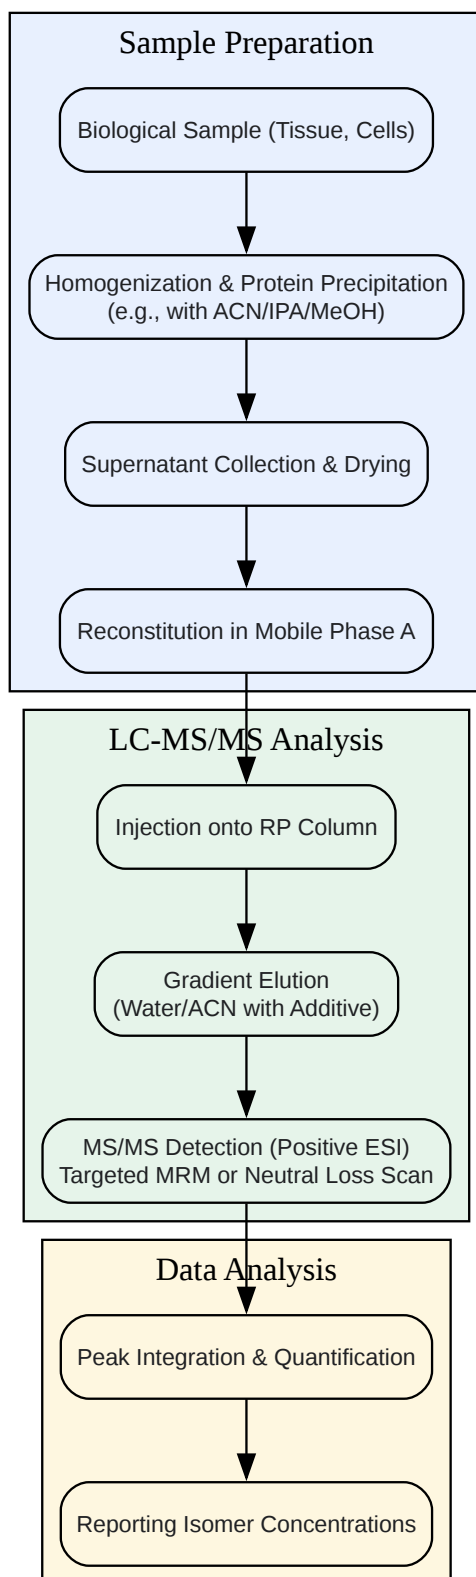 Sample Preparation
Biological Sample (Tissue, Cells)
Homogenization & Protein Precipitation
(e.g., with ACN/IPA/MeOH)
Supernatant Collection & Drying
Reconstitution in Mobile Phase A
LC-MS/MS Analysis
Injection onto RP Column
Gradient Elution
(Water/ACN with Additive)
MS/MS Detection (Positive ESI)
Targeted MRM or Neutral Loss Scan
Data Analysis
Peak Integration & Quantification
Reporting Isomer Concentrations